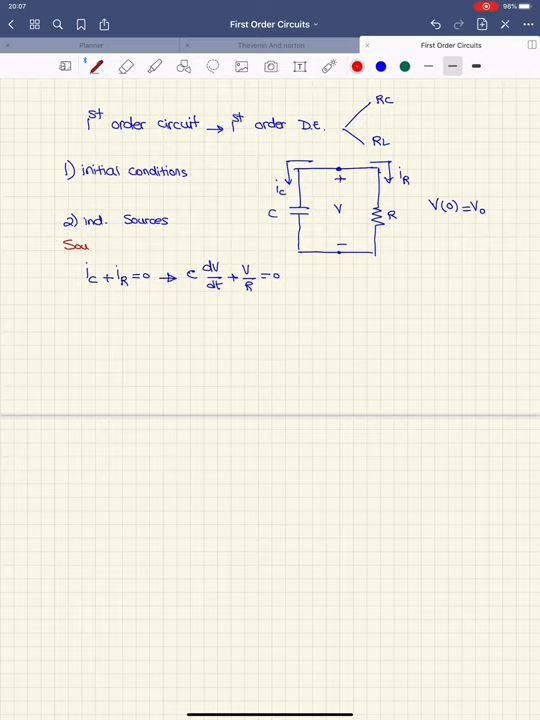 20:07
98%
First Order Circuits
Planner
Thevenin And norton
First Order Circuits
1st order circuit → 1st order D.E.
RC
RL
1) initial conditions
2) ind. Sources
Sou
iC
iR
C
+
V
−
R
V(0)=V0
iC + iR = 0 → C dV/dt + V/R = 0